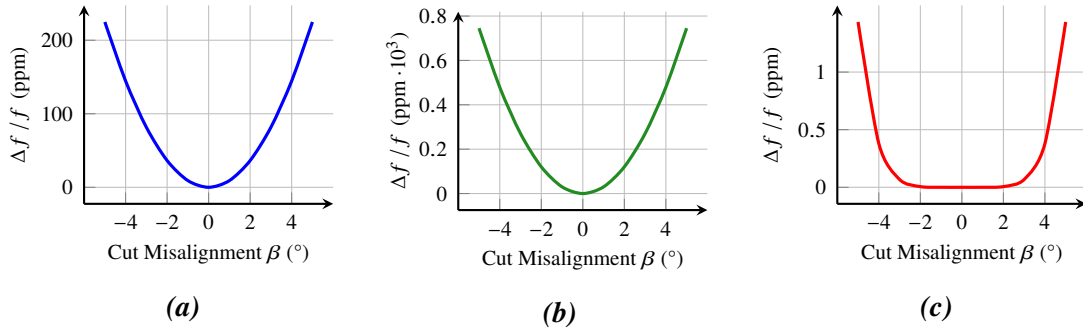 Δf / f (ppm)
200
100
0
−4 −2 0 2 4
Cut Misalignment β (°)
(a)
Δf / f (ppm ·10³)
0.8
0.6
0.4
0.2
0
−4 −2 0 2 4
Cut Misalignment β (°)
(b)
Δf / f (ppm)
1
0.5
0
−4 −2 0 2 4
Cut Misalignment β (°)
(c)